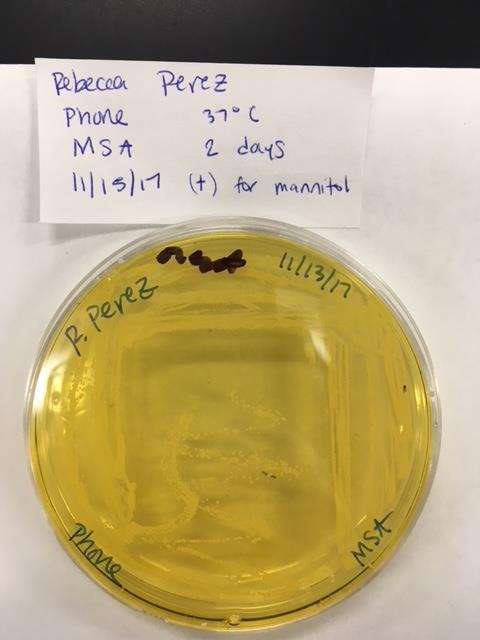 Rebecca Perez
Phone 37°C
MSA 2 days
11/15/17 (+) for mannitol
R. Perez
11/13/17
Phone
MSA